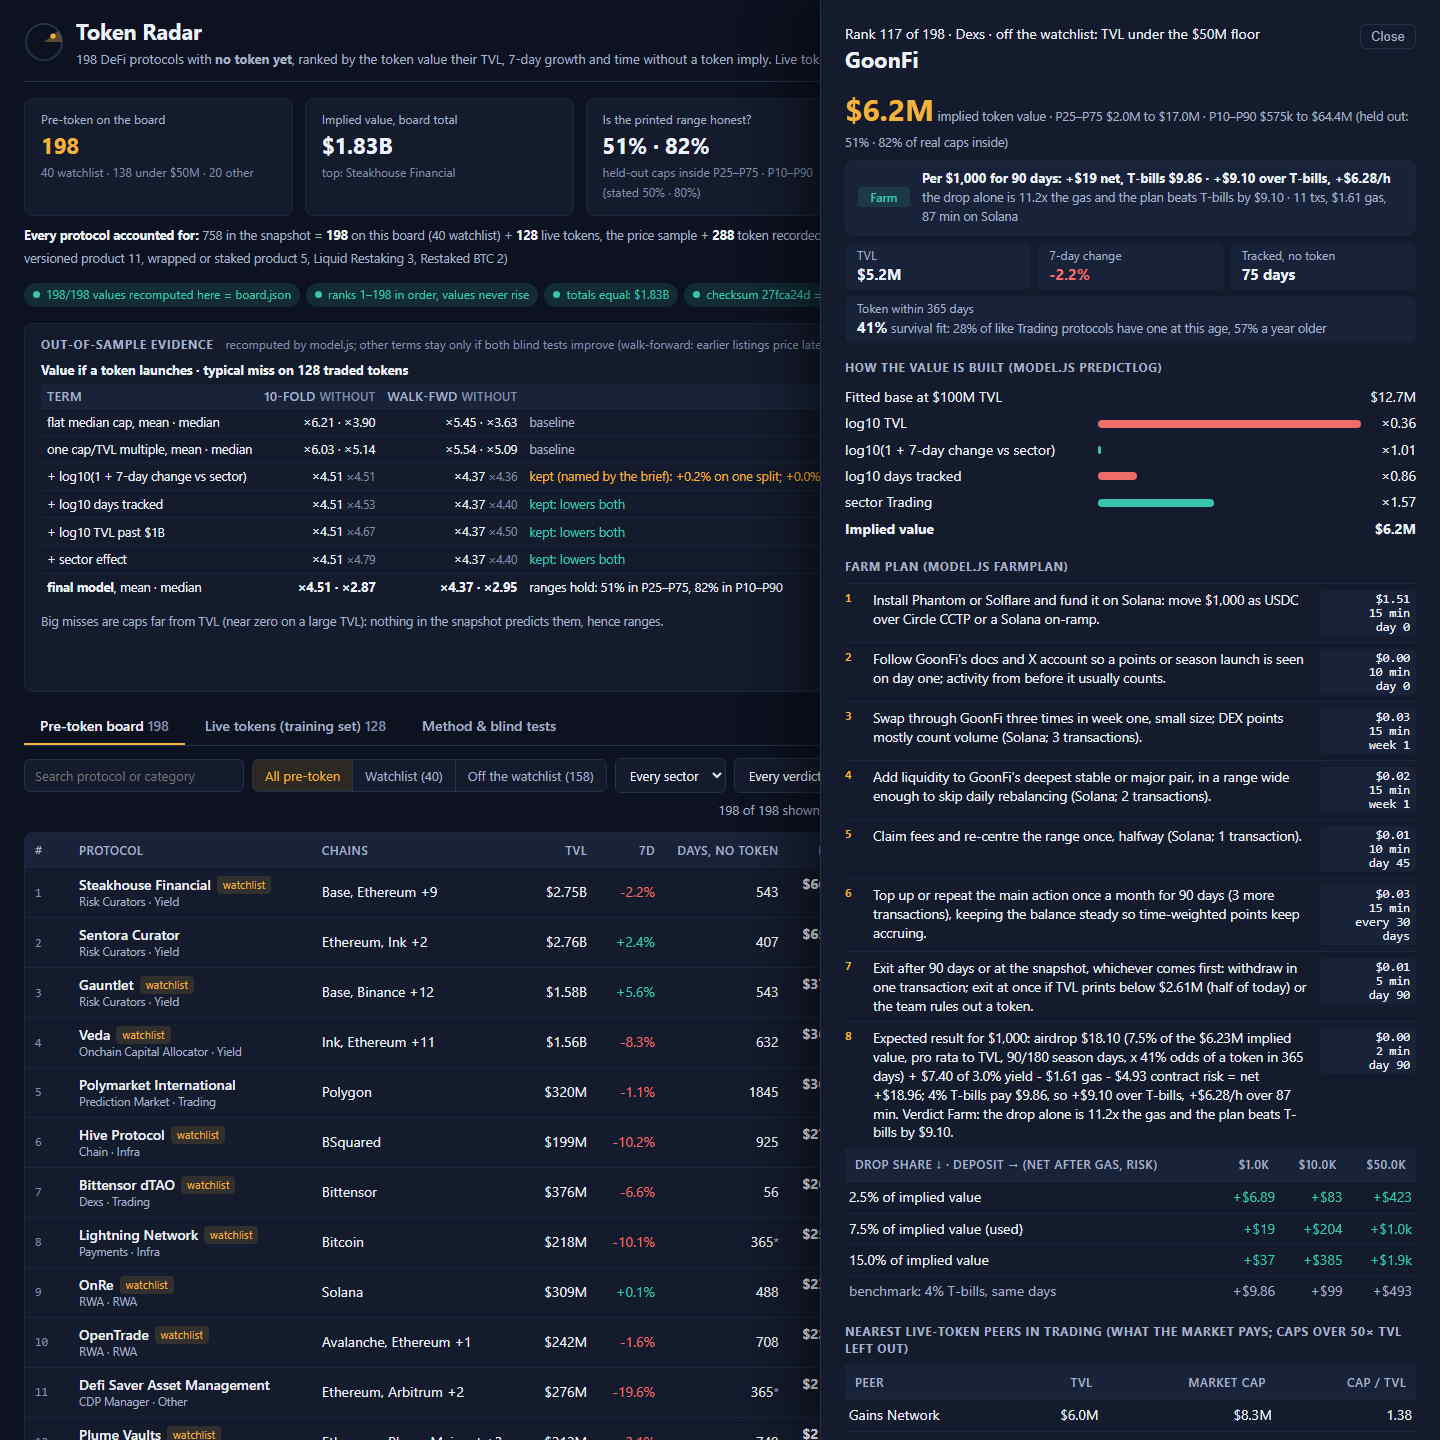 Token Radar
198 DeFi protocols with no token yet, ranked by the token value their TVL, 7-day growth and time without a token imply. Live tok
Pre-token on the board
198
40 watchlist · 138 under $50M · 20 other
Implied value, board total
$1.83B
top: Steakhouse Financial
Is the printed range honest?
51% · 82%
held-out caps inside P25–P75 · P10–P90
(stated 50% · 80%)
Every protocol accounted for: 758 in the snapshot = 198 on this board (40 watchlist) + 128 live tokens, the price sample + 288 token recorded
versioned product 11, wrapped or staked product 5, Liquid Restaking 3, Restaked BTC 2)
198/198 values recomputed here = board.json
ranks 1–198 in order, values never rise
totals equal: $1.83B
checksum 27fca24d =
OUT-OF-SAMPLE EVIDENCE recomputed by model.js; other terms stay only if both blind tests improve (walk-forward: earlier listings price late
Value if a token launches · typical miss on 128 traded tokens
TERM 10-FOLD WITHOUT WALK-FWD WITHOUT
flat median cap, mean · median ×6.21 · ×3.90 ×5.45 · ×3.63 baseline
one cap/TVL multiple, mean · median ×6.03 · ×5.14 ×5.54 · ×5.09 baseline
+ log10(1 + 7-day change vs sector) ×4.51 ×4.51 ×4.37 ×4.36 kept (named by the brief): +0.2% on one split; +0.0%
+ log10 days tracked ×4.51 ×4.53 ×4.37 ×4.40 kept: lowers both
+ log10 TVL past $1B ×4.51 ×4.67 ×4.37 ×4.50 kept: lowers both
+ sector effect ×4.51 ×4.79 ×4.37 ×4.40 kept: lowers both
final model, mean · median ×4.51 · ×2.87 ×4.37 · ×2.95 ranges hold: 51% in P25–P75, 82% in P10–P90
Big misses are caps far from TVL (near zero on a large TVL): nothing in the snapshot predicts them, hence ranges.
Pre-token board 198 Live tokens (training set) 128 Method & blind tests
Search protocol or category All pre-token Watchlist (40) Off the watchlist (158) Every sector Every verdict
198 of 198 shown
# PROTOCOL CHAINS TVL 7D DAYS, NO TOKEN
1 Steakhouse Financial watchlist Base, Ethereum +9 $2.75B -2.2% 543
Risk Curators · Yield
2 Sentora Curator Ethereum, Ink +2 $2.76B +2.4% 407
Risk Curators · Yield
3 Gauntlet watchlist Base, Binance +12 $1.58B +5.6% 543
Risk Curators · Yield
4 Veda watchlist Ink, Ethereum +11 $1.56B -8.3% 632
Onchain Capital Allocator · Yield
5 Polymarket International Polygon $320M -1.1% 1845
Prediction Market · Trading
6 Hive Protocol watchlist BSquared $199M -10.2% 925
Chain · Infra
7 Bittensor dTAO watchlist Bittensor $376M -6.6% 56
Dexs · Trading
8 Lightning Network watchlist Bitcoin $218M -10.1% 365*
Payments · Infra
9 OnRe watchlist Solana $309M +0.1% 488
RWA · RWA
10 OpenTrade watchlist Avalanche, Ethereum +1 $242M -1.6% 708
RWA · RWA
11 Defi Saver Asset Management Ethereum, Arbitrum +2 $276M -19.6% 365*
CDP Manager · Other
Plume Vaults watchlist
Rank 117 of 198 · Dexs · off the watchlist: TVL under the $50M floor
Close
GoonFi
$6.2M implied token value · P25–P75 $2.0M to $17.0M · P10–P90 $575k to $64.4M (held out:
51% · 82% of real caps inside)
Farm
Per $1,000 for 90 days: +$19 net, T-bills $9.86 · +$9.10 over T-bills, +$6.28/h
the drop alone is 11.2x the gas and the plan beats T-bills by $9.10 · 11 txs, $1.61 gas,
87 min on Solana
TVL
$5.2M
7-day change
-2.2%
Tracked, no token
75 days
Token within 365 days
41% survival fit: 28% of like Trading protocols have one at this age, 57% a year older
HOW THE VALUE IS BUILT (MODEL.JS PREDICTLOG)
Fitted base at $100M TVL $12.7M
log10 TVL ×0.36
log10(1 + 7-day change vs sector) ×1.01
log10 days tracked ×0.86
sector Trading ×1.57
Implied value $6.2M
FARM PLAN (MODEL.JS FARMPLAN)
1 Install Phantom or Solflare and fund it on Solana: move $1,000 as USDC
over Circle CCTP or a Solana on-ramp.
$1.51
15 min
day 0
2 Follow GoonFi's docs and X account so a points or season launch is seen
on day one; activity from before it usually counts.
$0.00
10 min
day 0
3 Swap through GoonFi three times in week one, small size; DEX points
mostly count volume (Solana; 3 transactions).
$0.03
15 min
week 1
4 Add liquidity to GoonFi's deepest stable or major pair, in a range wide
enough to skip daily rebalancing (Solana; 2 transactions).
$0.02
15 min
week 1
5 Claim fees and re-centre the range once, halfway (Solana; 1 transaction).
$0.01
10 min
day 45
6 Top up or repeat the main action once a month for 90 days (3 more
transactions), keeping the balance steady so time-weighted points keep
accruing.
$0.03
15 min
every 30
days
7 Exit after 90 days or at the snapshot, whichever comes first: withdraw in
one transaction; exit at once if TVL prints below $2.61M (half of today) or
the team rules out a token.
$0.01
5 min
day 90
8 Expected result for $1,000: airdrop $18.10 (7.5% of the $6.23M implied
value, pro rata to TVL, 90/180 season days, x 41% odds of a token in 365
days) + $7.40 of 3.0% yield - $1.61 gas - $4.93 contract risk = net
+$18.96; 4% T-bills pay $9.86, so +$9.10 over T-bills, +$6.28/h over 87
min. Verdict Farm: the drop alone is 11.2x the gas and the plan beats T-
bills by $9.10.
$0.00
2 min
day 90
DROP SHARE ↓ · DEPOSIT → (NET AFTER GAS, RISK) $1.0K $10.0K $50.0K
2.5% of implied value +$6.89 +$83 +$423
7.5% of implied value (used) +$19 +$204 +$1.0k
15.0% of implied value +$37 +$385 +$1.9k
benchmark: 4% T-bills, same days +$9.86 +$99 +$493
NEAREST LIVE-TOKEN PEERS IN TRADING (WHAT THE MARKET PAYS; CAPS OVER 50× TVL
LEFT OUT)
PEER TVL MARKET CAP CAP / TVL
Gains Network $6.0M $8.3M 1.38